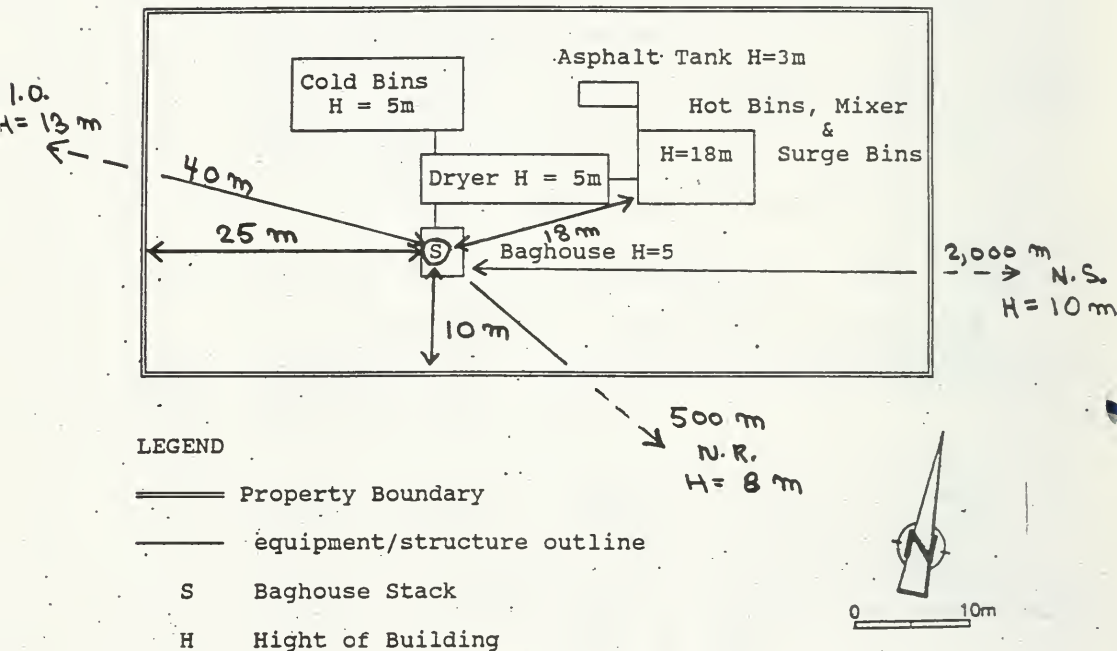 Asphalt Tank H=3m
Cold Bins
H = 5m
I.O.
H= 13 m
Hot Bins, Mixer
&
Surge Bins
H=18m
40 m
Dryer H = 5m
25 m
S
18 m
Baghouse H=5
2,000 m
N.S.
H= 10 m
10 m
500 m
N.R.
H= 8 m
LEGEND
Property Boundary
equipment/structure outline
S Baghouse Stack
H Hight of Building
N
0 10m